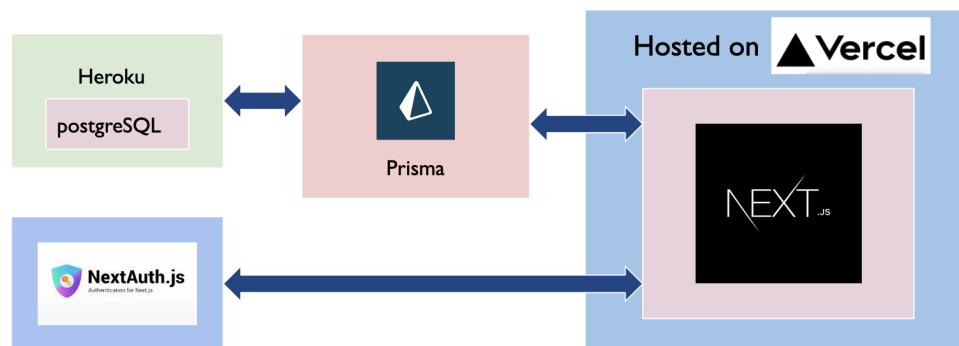 Hosted on
Vercel
Heroku
postgreSQL
Prisma
NEXT.JS
NextAuth.js
Authentication for Next.js